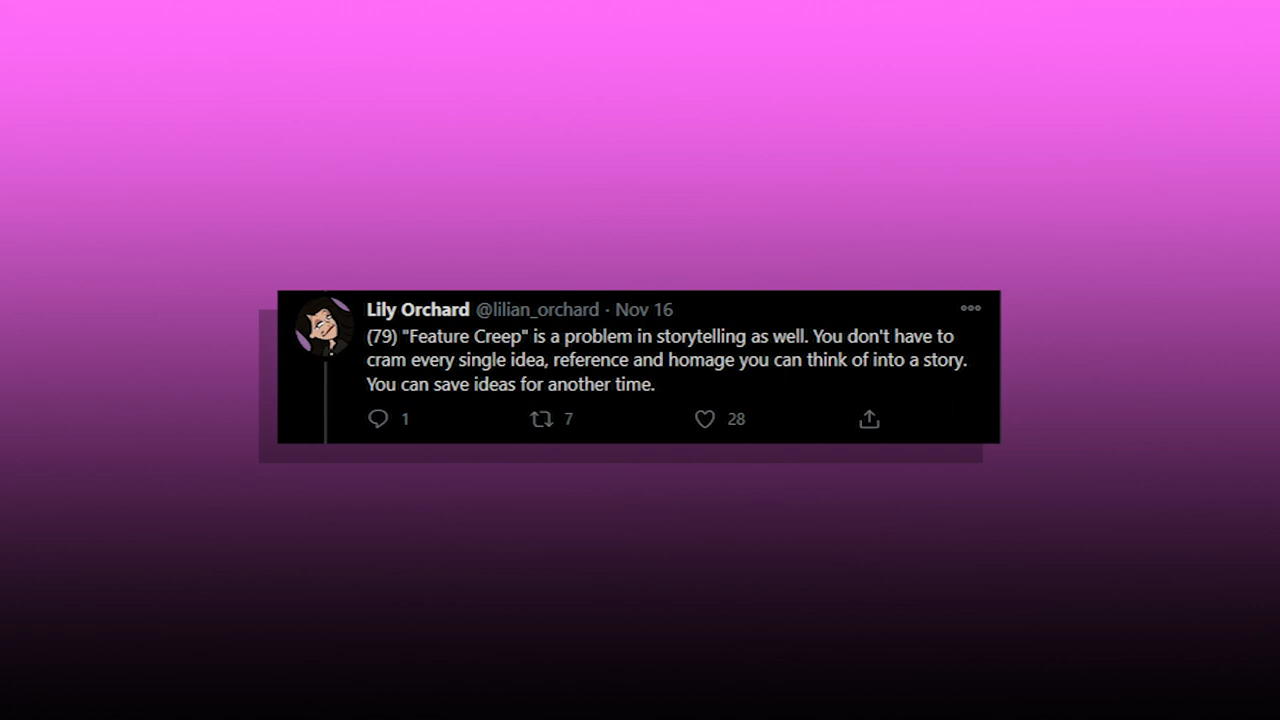 Lily Orchard @lilian_orchard · Nov 16
(79) "Feature Creep" is a problem in storytelling as well. You don't have to
cram every single idea, reference and homage you can think of into a story.
You can save ideas for another time.
1 7 28